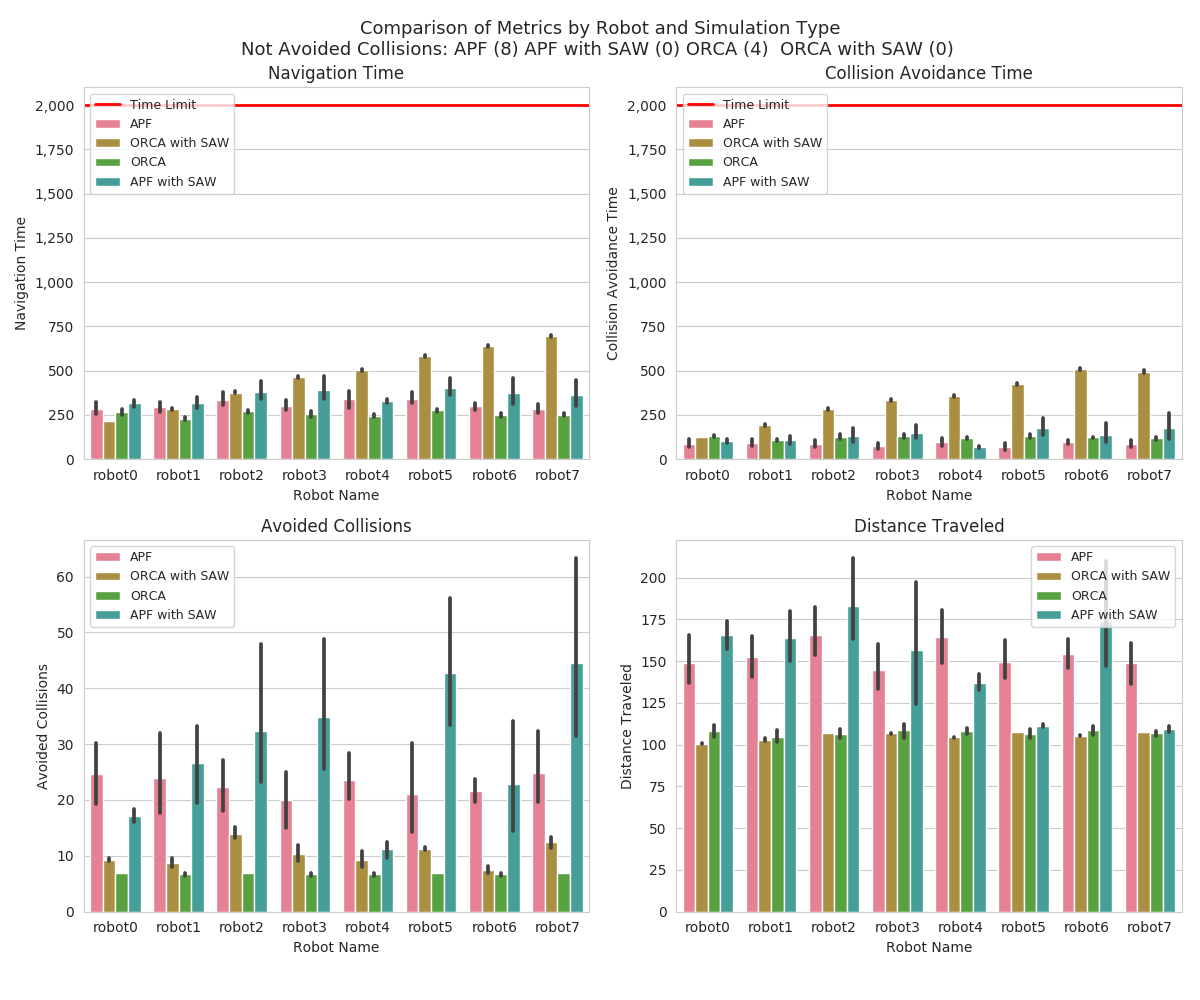 Comparison of Metrics by Robot and Simulation Type
Not Avoided Collisions: APF (8) APF with SAW (0) ORCA (4)  ORCA with SAW (0)
Navigation Time
Time Limit
APF
ORCA with SAW
ORCA
APF with SAW
2,000
1,750
1,500
1,250
1,000
750
500
250
0
Navigation Time
robot0 robot1 robot2 robot3 robot4 robot5 robot6 robot7
Robot Name
Collision Avoidance Time
Time Limit
APF
ORCA with SAW
ORCA
APF with SAW
2,000
1,750
1,500
1,250
1,000
750
500
250
0
Collision Avoidance Time
robot0 robot1 robot2 robot3 robot4 robot5 robot6 robot7
Robot Name
Avoided Collisions
APF
ORCA with SAW
ORCA
APF with SAW
60
50
40
30
20
10
0
Avoided Collisions
robot0 robot1 robot2 robot3 robot4 robot5 robot6 robot7
Robot Name
Distance Traveled
APF
ORCA with SAW
ORCA
APF with SAW
200
175
150
125
100
75
50
25
0
Distance Traveled
robot0 robot1 robot2 robot3 robot4 robot5 robot6 robot7
Robot Name